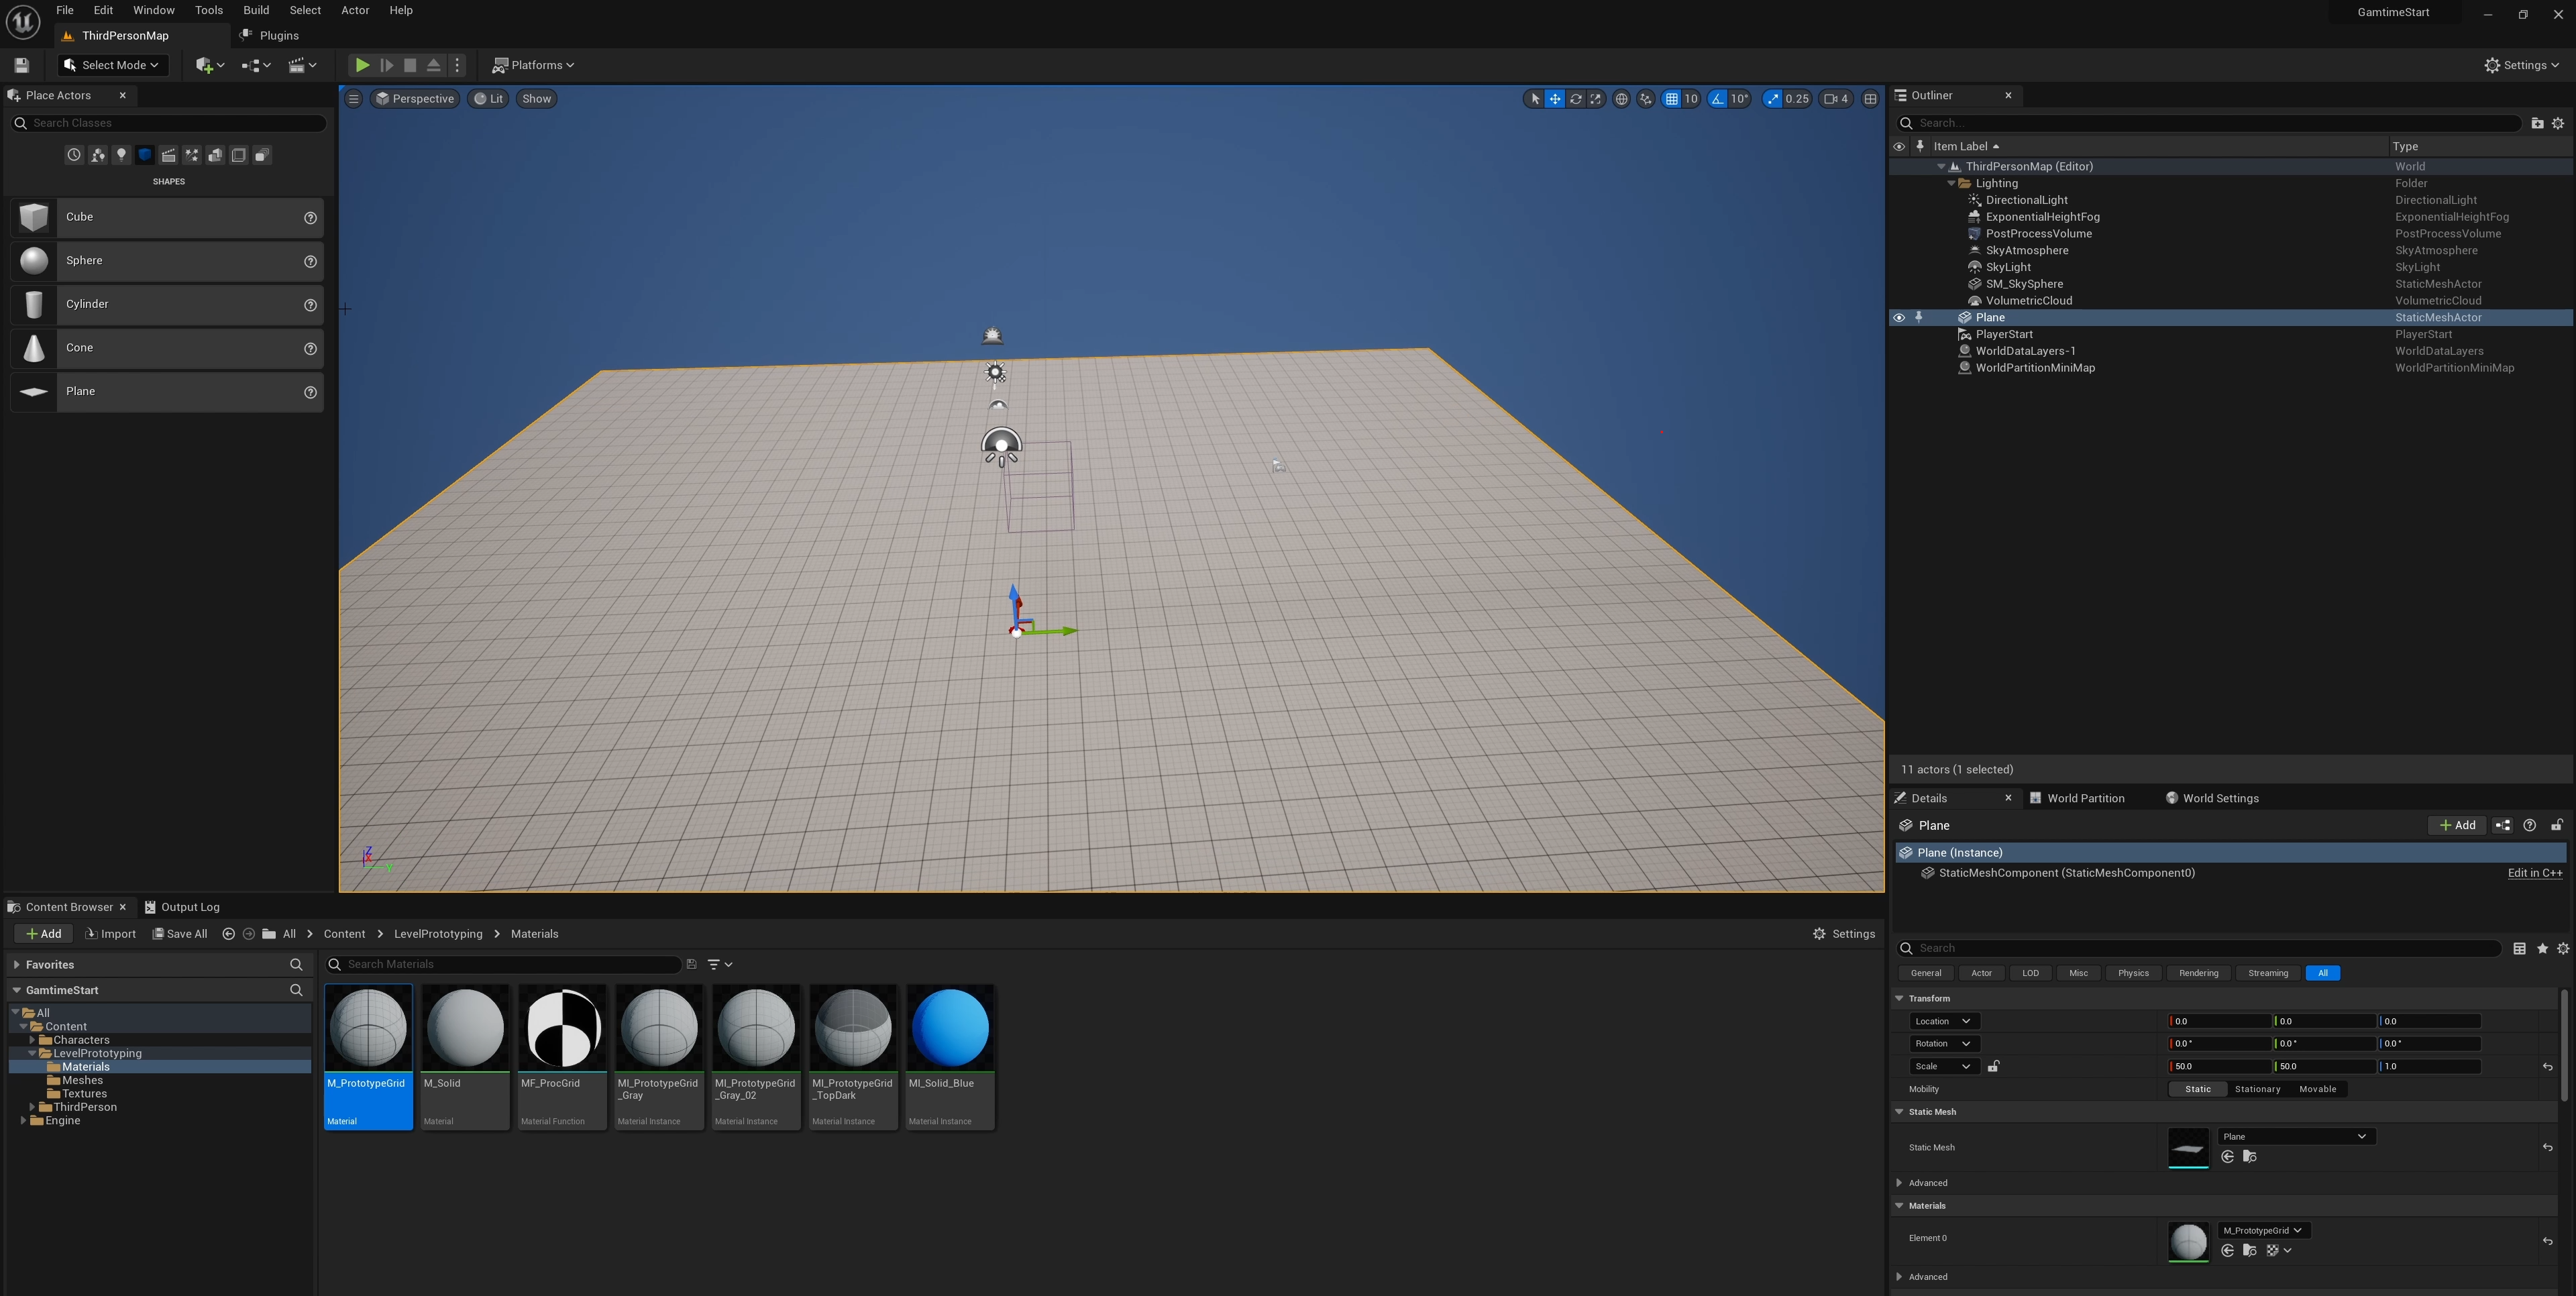 File Edit Window Tools Build Select Actor Help
GamtimeStart
ThirdPersonMap
Plugins
Select Mode
Platforms
Settings
Place Actors
Search Classes
SHAPES
Cube
Sphere
Cylinder
Cone
Plane
Perspective
Lit
Show
10
10°
0.25
4
Z
X
Y
Outliner
Search...
Item Label Type
ThirdPersonMap (Editor) World
Lighting Folder
DirectionalLight DirectionalLight
ExponentialHeightFog ExponentialHeightFog
PostProcessVolume PostProcessVolume
SkyAtmosphere SkyAtmosphere
SkyLight SkyLight
SM_SkySphere StaticMeshActor
VolumetricCloud VolumetricCloud
Plane StaticMeshActor
PlayerStart PlayerStart
WorldDataLayers-1 WorldDataLayers
WorldPartitionMiniMap WorldPartitionMiniMap
11 actors (1 selected)
Details
World Partition
World Settings
Plane
Add
Plane (Instance)
StaticMeshComponent (StaticMeshComponent0) Edit in C++
Search
General Actor LOD Misc Physics Rendering Streaming All
Transform
Location 0.0 0.0 0.0
Rotation 0.0 ° 0.0 ° 0.0 °
Scale 50.0 50.0 1.0
Mobility Static Stationary Movable
Static Mesh
Static Mesh Plane
Advanced
Materials
Element 0 M_PrototypeGrid
Advanced
Content Browser
Output Log
Add Import Save All All Content LevelPrototyping Materials Settings
Favorites
GamtimeStart
All
Content
Characters
LevelPrototyping
Materials
Meshes
Textures
ThirdPerson
Engine
Search Materials
M_PrototypeGrid
Material
M_Solid
Material
MF_ProcGrid
Material Function
MI_PrototypeGrid
_Gray
Material Instance
MI_PrototypeGrid
_Gray_02
Material Instance
MI_PrototypeGrid
_TopDark
Material Instance
MI_Solid_Blue
Material Instance